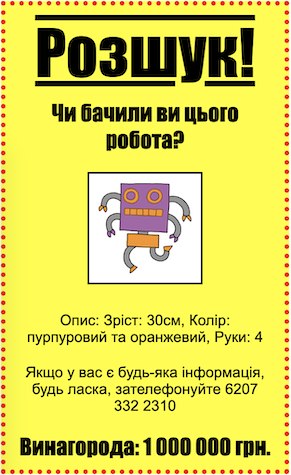 Розшук!
Чи бачили ви цього
робота?
Опис: Зріст: 30см, Колір:
пурпуровий та оранжевий, Руки: 4
Якщо у вас є будь-яка інформація,
будь ласка, зателефонуйте 6207
332 2310
Винагорода: 1 000 000 грн.